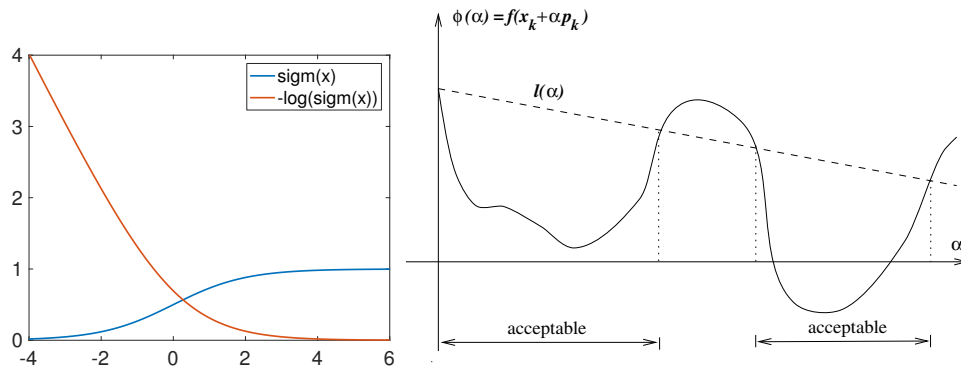 4
3
2
1
0
-4 -2 0 2 4 6
sigm(x)
-log(sigm(x))
ϕ(α) = f(x_k + αp_k)
l(α)
α
acceptable
acceptable